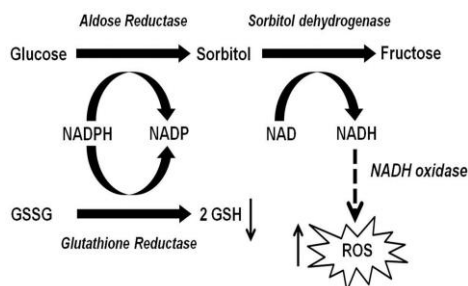 Aldose Reductase Sorbitol dehydrogenase
Glucose Sorbitol Fructose
NADPH NADP NAD NADH
NADH oxidase
GSSG 2 GSH
Glutathione Reductase
ROS